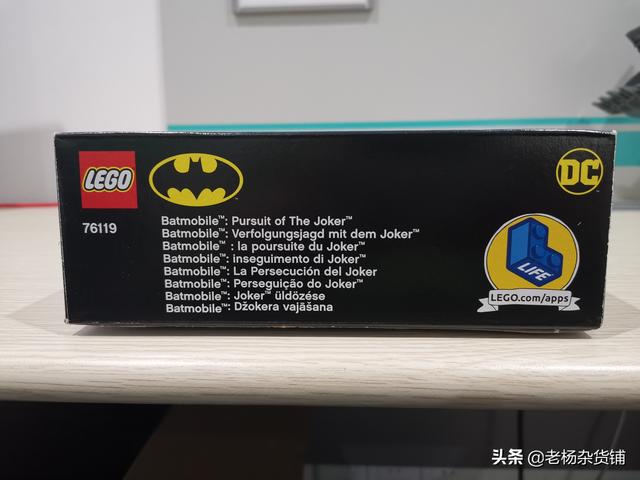 LEGO
DC
76119
Batmobile™: Pursuit of The Joker™
Batmobile™: Verfolgungsjagd mit dem Joker™
Batmobile™ : la poursuite du Joker™
Batmobile™: inseguimento di Joker™
Batmobile™: La Persecución del Joker
Batmobile™: Perseguição do Joker™
Batmobile™: Joker™ üldözése
Batmobile™: Džokera vajāšana
LIFE
LEGO.com/apps
头条 @老杨杂货铺